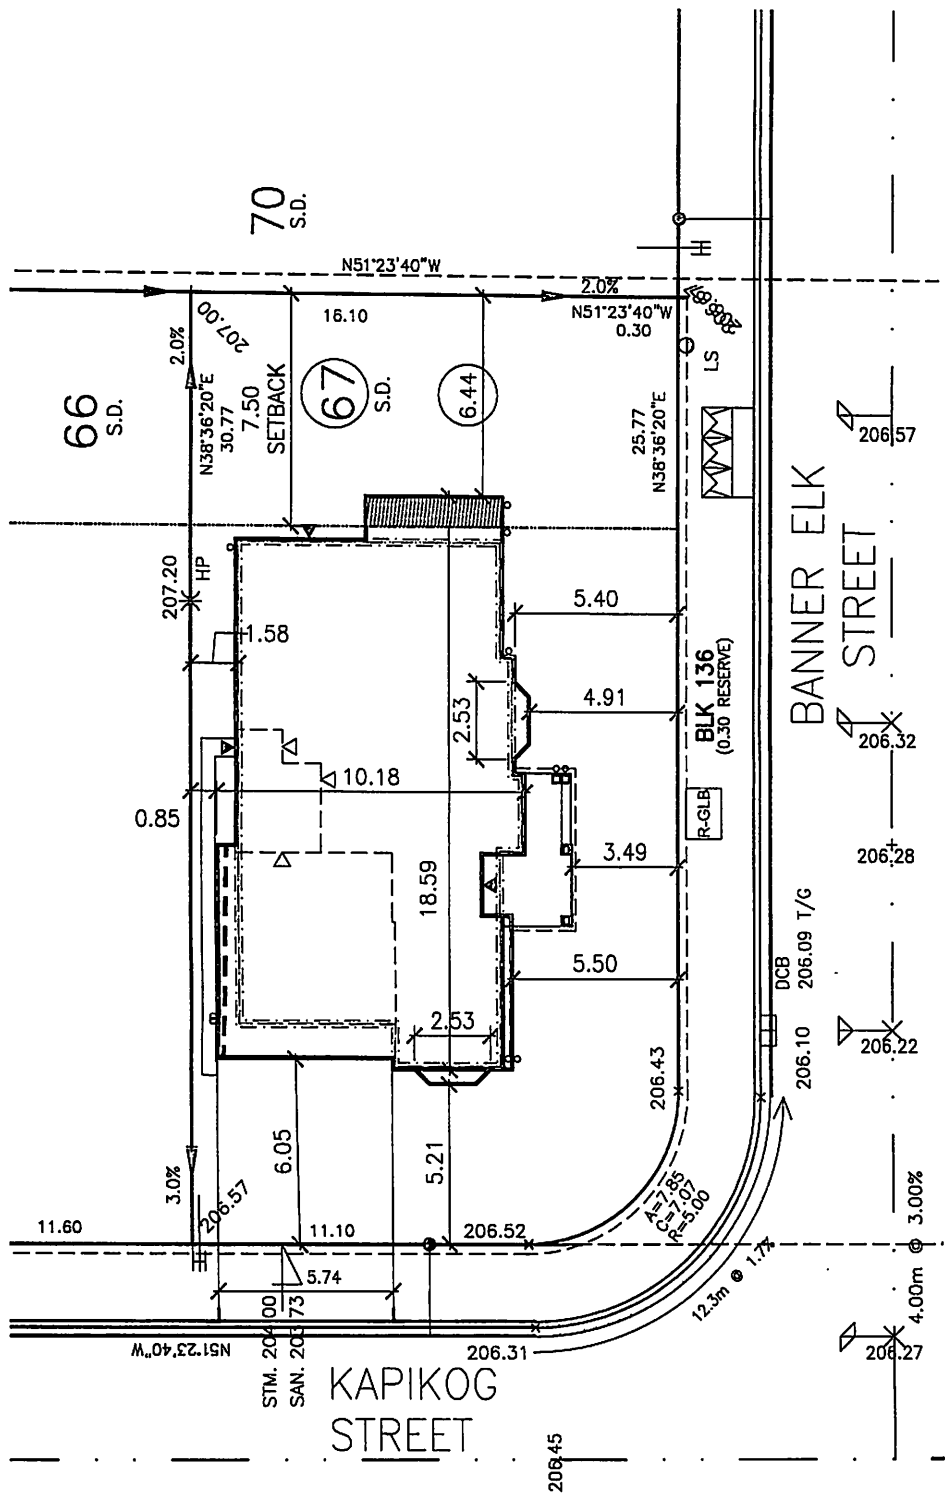 70
S.D.
N51°23'40"W
2.0%
N51°23'40"W
0.30
16.10
207.00
2.0%
N38°36'20"E
30.77
7.50
SETBACK
67
S.D.
6.44
66
S.D.
LS
25.77
N38°36'20"E
206.57
BANNER ELK
STREET
207.20
HP
1.58
5.40
4.91
2.53
BLK 136
(0.30 RESERVE)
206.32
10.18
0.85
R-GLB
3.49
18.59
206.28
5.50
DCB
206.09 T/G
2.53
206.10
206.22
206.43
6.05
5.21
3.0%
206.57
A=7.85
C=7.07
R=5.00
11.60
11.10
206.52
5.74
12.3m @ 1.7%
4.00m @ 3.00%
N51°23'40"W
STM.
SAN.
206.31
206.27
KAPIKOG
STREET
206.45